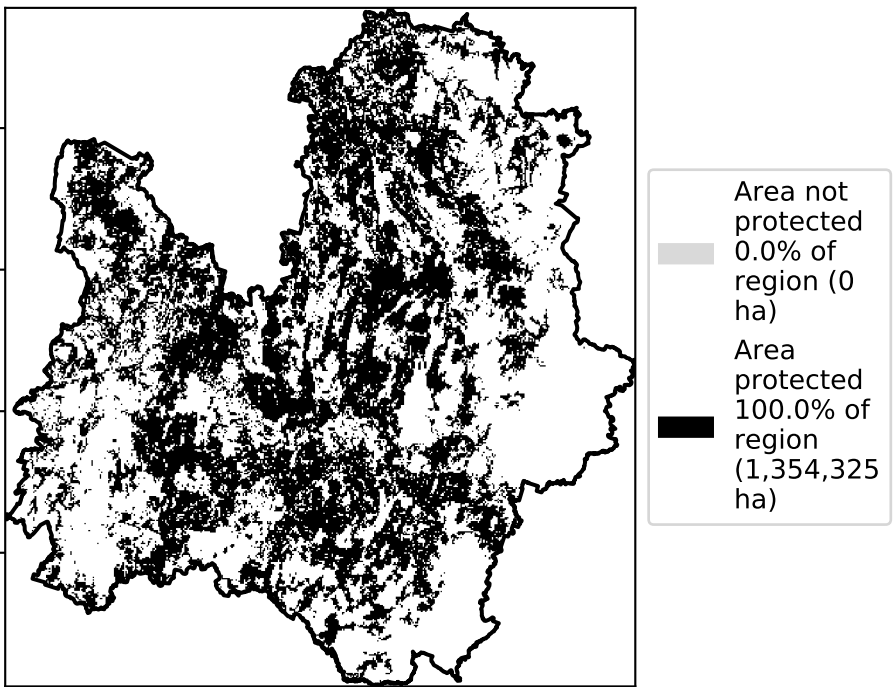 Area not
protected
0.0% of
region (0
ha)
Area
protected
100.0% of
region
(1,354,325
ha)